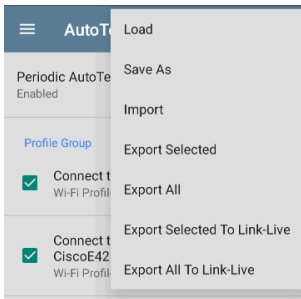 AutoTe
Load
Save As
Import
Export Selected
Export All
Export Selected To Link-Live
Export All To Link-Live
Periodic AutoTe
Enabled
Profile Group
Connect t
Wi-Fi Profil
Connect t
CiscoE42
Wi-Fi Profil